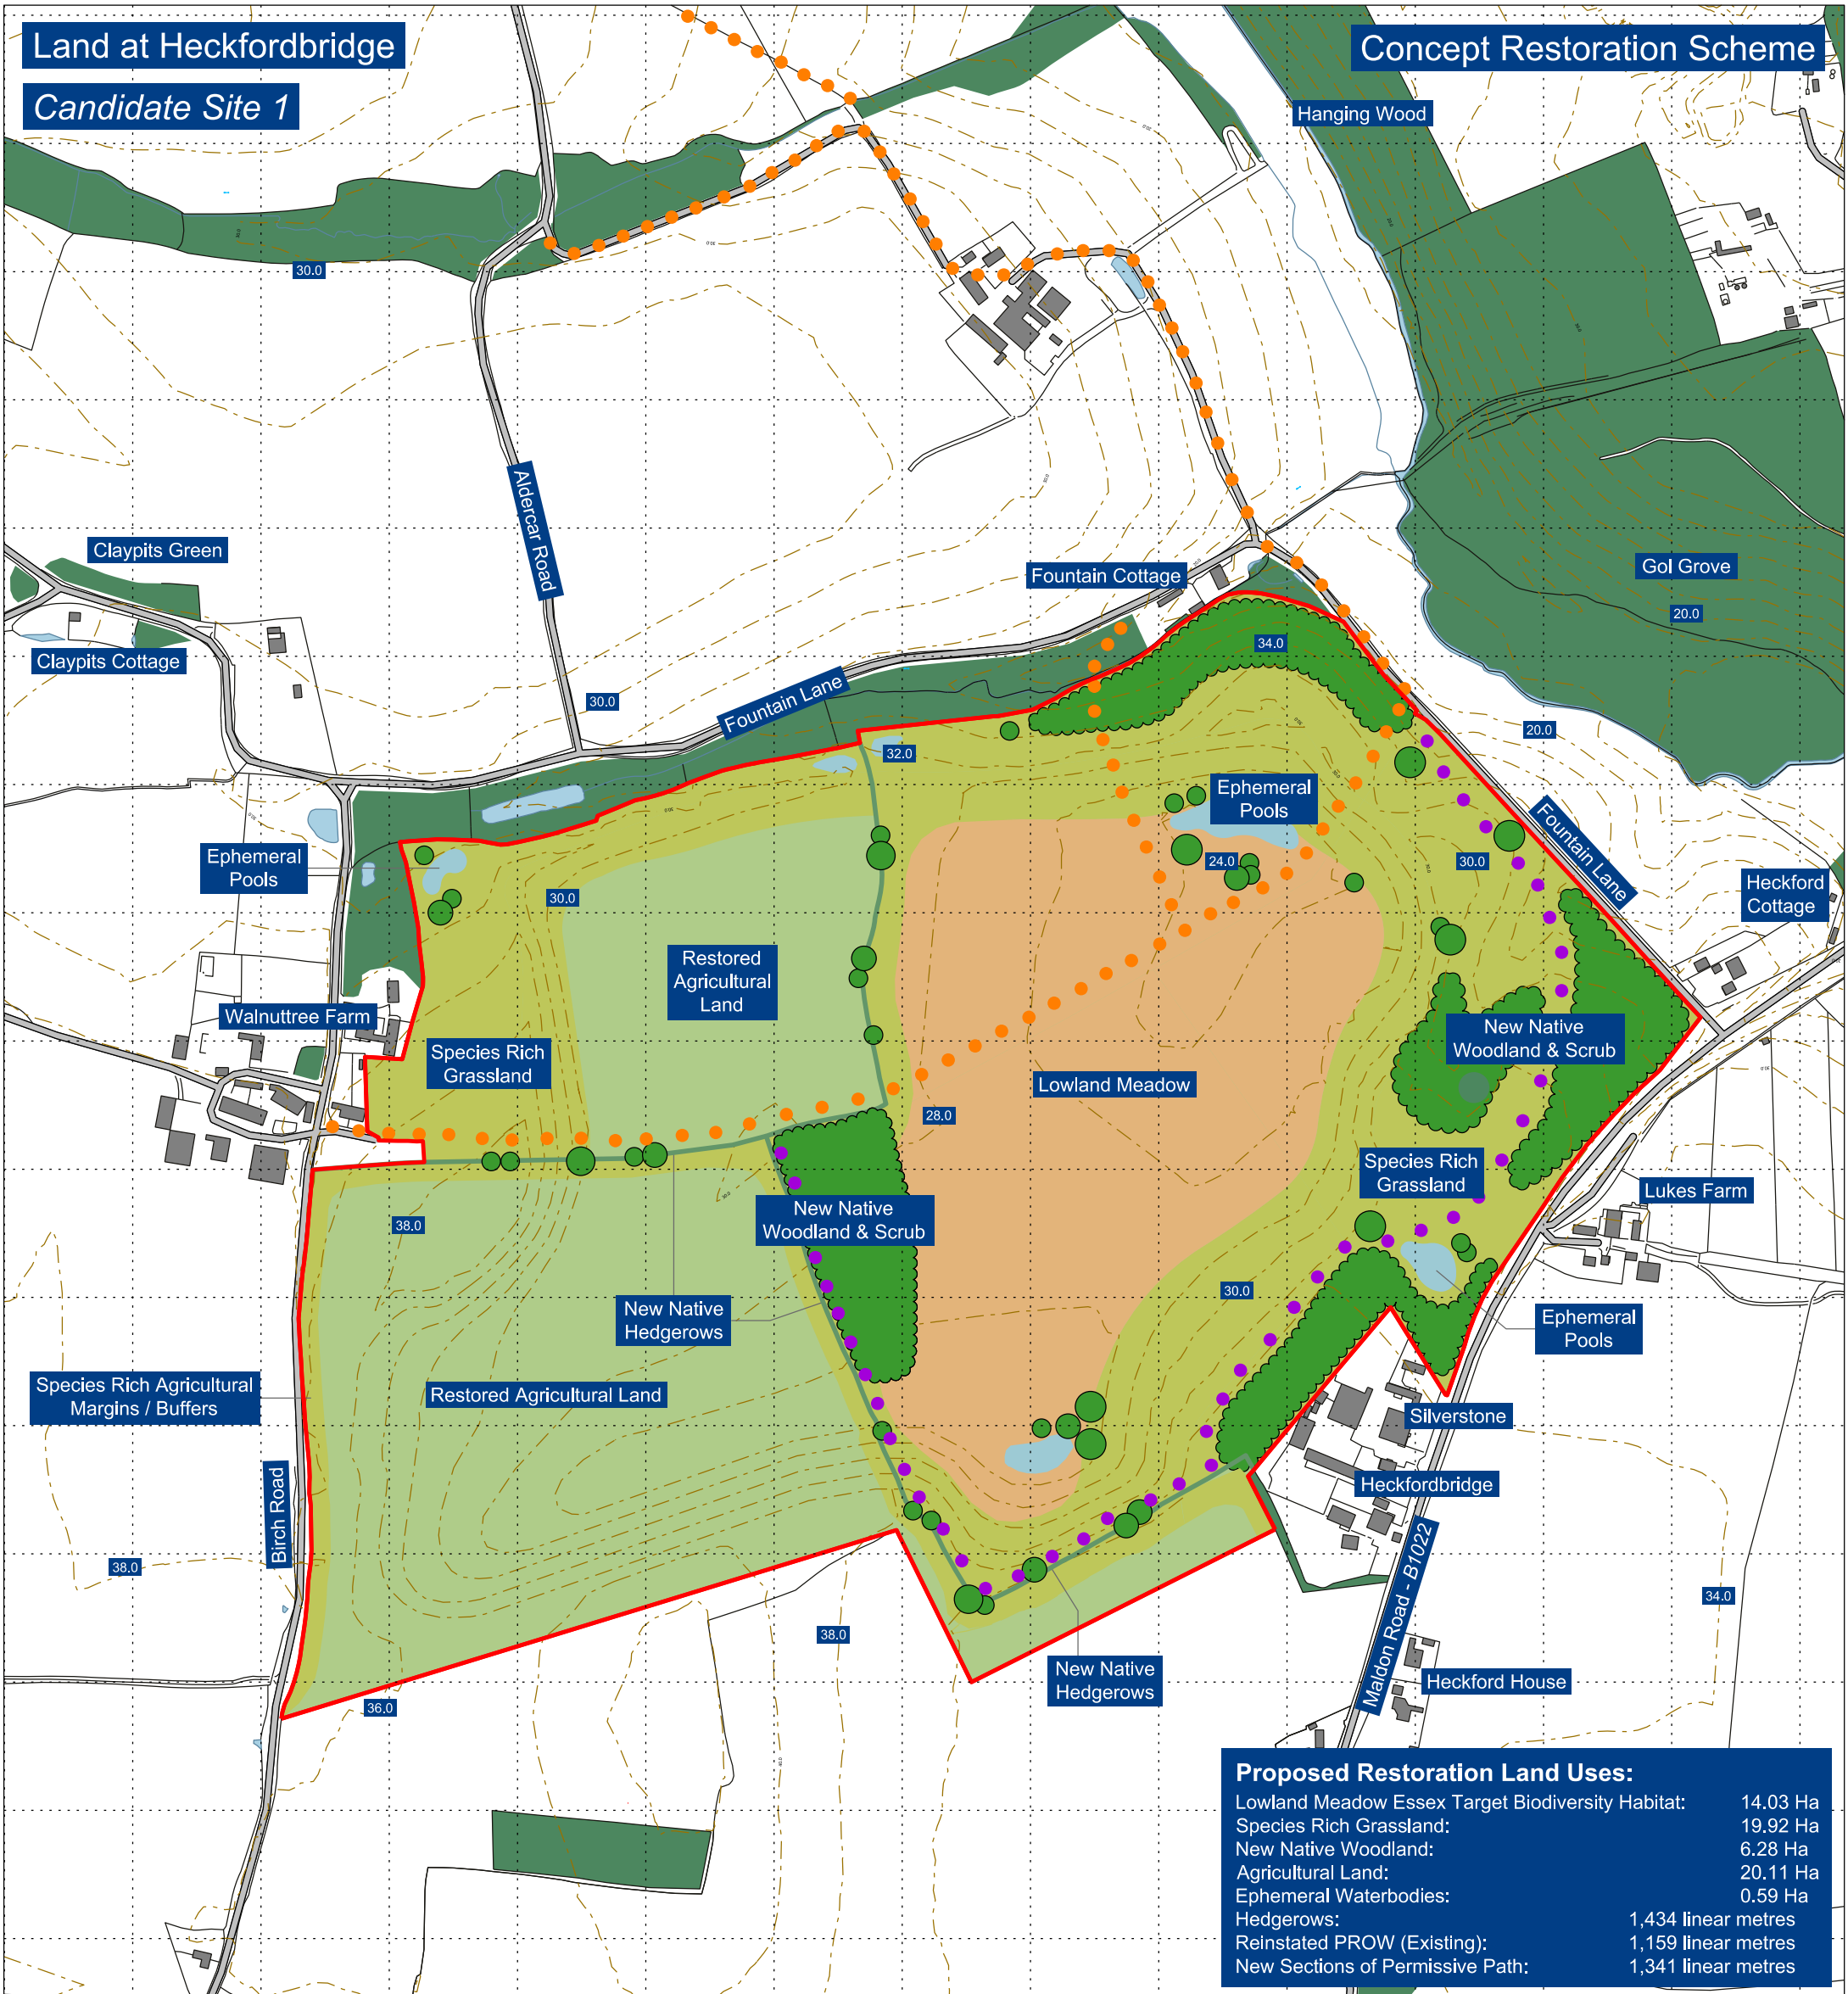 Land at Heckfordbridge
Concept Restoration Scheme
Candidate Site 1
Hanging Wood
30.0
Aldercar Road
Claypits Green
Fountain Cottage
Gol Grove
20.0
Claypits Cottage
34.0
30.0
Fountain Lane
20.0
32.0
Ephemeral
Pools
Fountain Lane
Ephemeral
Pools
24.0
30.0
30.0
Heckford
Cottage
Restored
Agricultural
Land
Walnuttree Farm
Species Rich
Grassland
New Native
Woodland & Scrub
Lowland Meadow
28.0
Species Rich
Grassland
Lukes Farm
38.0
New Native
Woodland & Scrub
30.0
New Native
Hedgerows
Ephemeral
Pools
Species Rich Agricultural
Margins / Buffers
Restored Agricultural Land
Silverstone
Birch Road
Heckfordbridge
38.0
Maldon Road - B1022
34.0
38.0
New Native
Hedgerows
Heckford House
36.0
Proposed Restoration Land Uses:
Lowland Meadow Essex Target Biodiversity Habitat: 14.03 Ha
Species Rich Grassland: 19.92 Ha
New Native Woodland: 6.28 Ha
Agricultural Land: 20.11 Ha
Ephemeral Waterbodies: 0.59 Ha
Hedgerows: 1,434 linear metres
Reinstated PROW (Existing): 1,159 linear metres
New Sections of Permissive Path: 1,341 linear metres